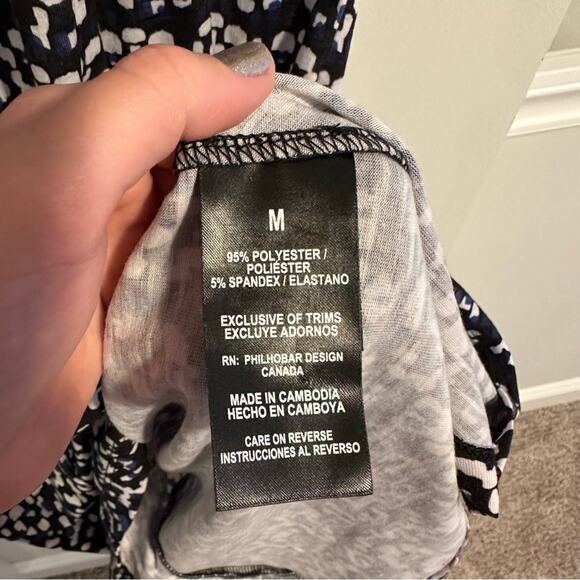 M
95% POLYESTER /
POLIÉSTER
5% SPANDEX / ELASTANO
EXCLUSIVE OF TRIMS
EXCLUYE ADORNOS
RN: PHILHOBAR DESIGN
CANADA
MADE IN CAMBODIA
HECHO EN CAMBOYA
CARE ON REVERSE
INSTRUCCIONES AL REVERSO